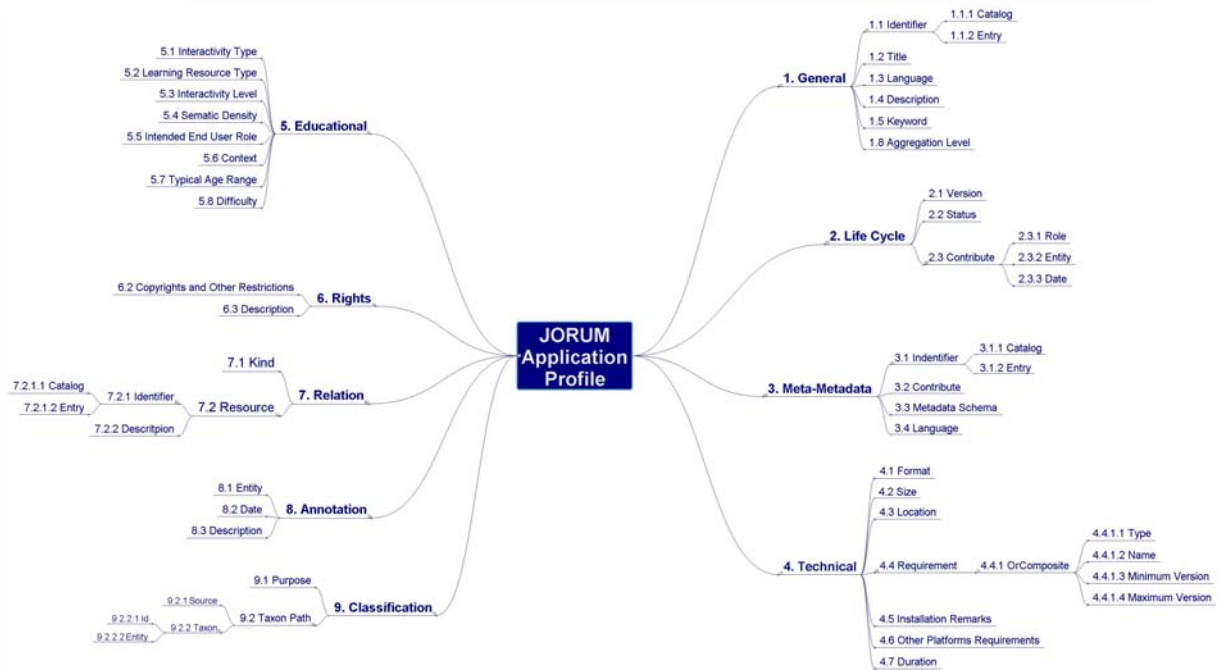 JORUM
Application
Profile
1. General
1.1 Identifier
1.1.1 Catalog
1.1.2 Entry
1.2 Title
1.3 Language
1.4 Description
1.5 Keyword
1.8 Aggregation Level
2. Life Cycle
2.1 Version
2.2 Status
2.3 Contribute
2.3.1 Role
2.3.2 Entity
2.3.3 Date
3. Meta-Metadata
3.1 Indentifier
3.1.1 Catalog
3.1.2 Entry
3.2 Contribute
3.3 Metadata Schema
3.4 Language
4. Technical
4.1 Format
4.2 Size
4.3 Location
4.4 Requirement
4.4.1 OrComposite
4.4.1.1 Type
4.4.1.2 Name
4.4.1.3 Minimum Version
4.4.1.4 Maximum Version
4.5 Installation Remarks
4.6 Other Platforms Requirements
4.7 Duration
5. Educational
5.1 Interactivity Type
5.2 Learning Resource Type
5.3 Interactivity Level
5.4 Sematic Density
5.5 Intended End User Role
5.6 Context
5.7 Typical Age Range
5.8 Difficulty
6. Rights
6.2 Copyrights and Other Restrictions
6.3 Description
7. Relation
7.1 Kind
7.2 Resource
7.2.1 Identifier
7.2.1.1 Catalog
7.2.1.2 Entry
7.2.2 Descritpion
8. Annotation
8.1 Entity
8.2 Date
8.3 Description
9. Classification
9.1 Purpose
9.2 Taxon Path
9.2.1 Source
9.2.2 Taxon
9.2.2.1 Id
9.2.2.2 Entity